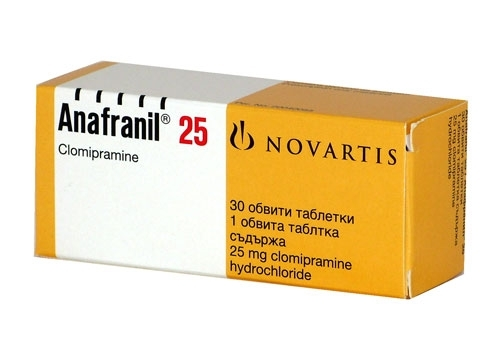 Anafranil® 25
Clomipramine
NOVARTIS
30 обвити таблетки
1 обвита таблтка
съдържа
25 mg clomipramine
hydrochloride